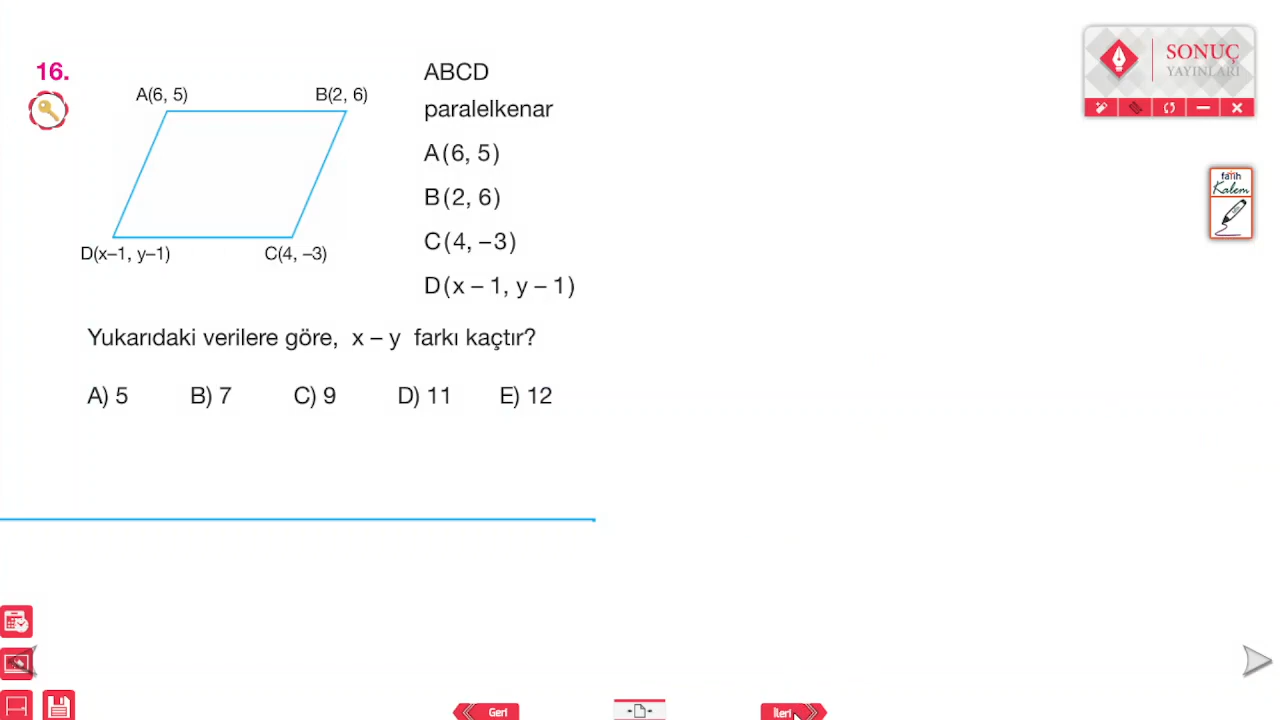 16.
A(6, 5)
B(2, 6)
D(x–1, y–1)
C(4, –3)
ABCD
paralelkenar
A(6, 5)
B(2, 6)
C(4, –3)
D(x – 1, y – 1)
Yukarıdaki verilere göre, x – y farkı kaçtır?
A) 5 B) 7 C) 9 D) 11 E) 12
SONUÇ
YAYINLARI
fatih
Kalem
Geri
İleri